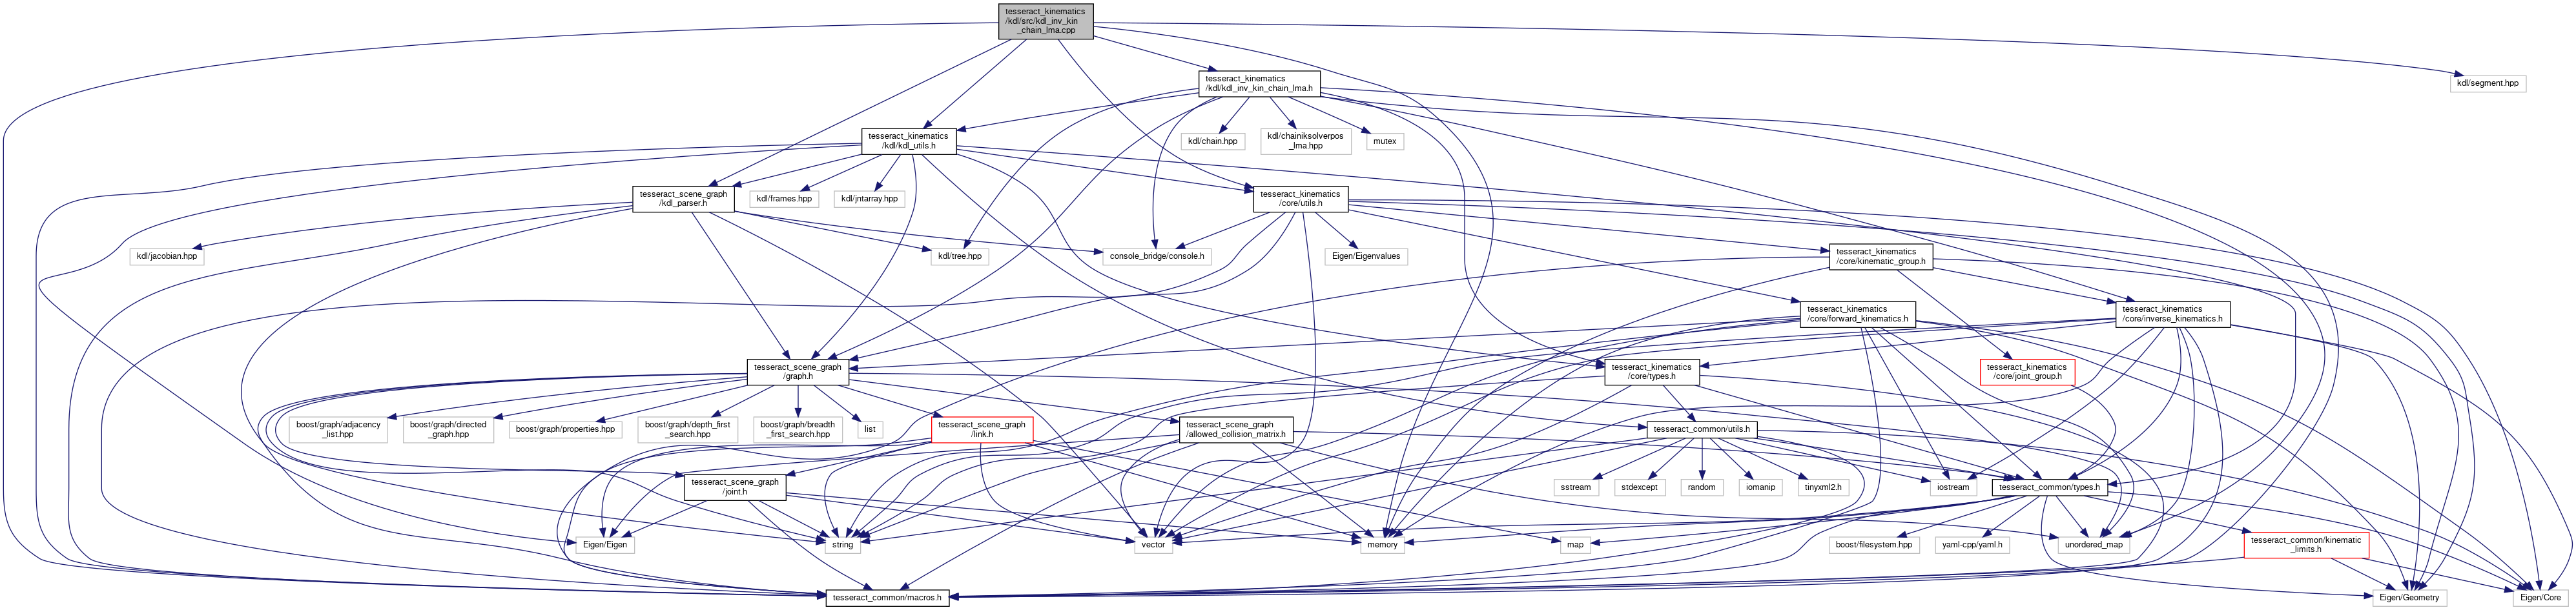 tesseract_kinematics
/kdl/src/kdl_inv_kin
_chain_lma.cpp
tesseract_kinematics
/kdl/kdl_inv_kin_chain_lma.h
kdl/segment.hpp
tesseract_kinematics
/kdl/kdl_utils.h
kdl/chain.hpp
kdl/chainiksolverpos
_lma.hpp
mutex
tesseract_scene_graph
/kdl_parser.h
kdl/frames.hpp
kdl/jntarray.hpp
tesseract_kinematics
/core/utils.h
kdl/jacobian.hpp
kdl/tree.hpp
console_bridge/console.h
Eigen/Eigenvalues
tesseract_kinematics
/core/kinematic_group.h
tesseract_kinematics
/core/forward_kinematics.h
tesseract_kinematics
/core/inverse_kinematics.h
tesseract_scene_graph
/graph.h
tesseract_kinematics
/core/types.h
tesseract_kinematics
/core/joint_group.h
boost/graph/adjacency
_list.hpp
boost/graph/directed
_graph.hpp
boost/graph/properties.hpp
boost/graph/depth_first
_search.hpp
boost/graph/breadth
_first_search.hpp
list
tesseract_scene_graph
/link.h
tesseract_scene_graph
/allowed_collision_matrix.h
tesseract_common/utils.h
tesseract_scene_graph
/joint.h
sstream
stdexcept
random
iomanip
tinyxml2.h
iostream
tesseract_common/types.h
Eigen/Eigen
string
vector
memory
map
boost/filesystem.hpp
yaml-cpp/yaml.h
unordered_map
tesseract_common/kinematic
_limits.h
tesseract_common/macros.h
Eigen/Geometry
Eigen/Core